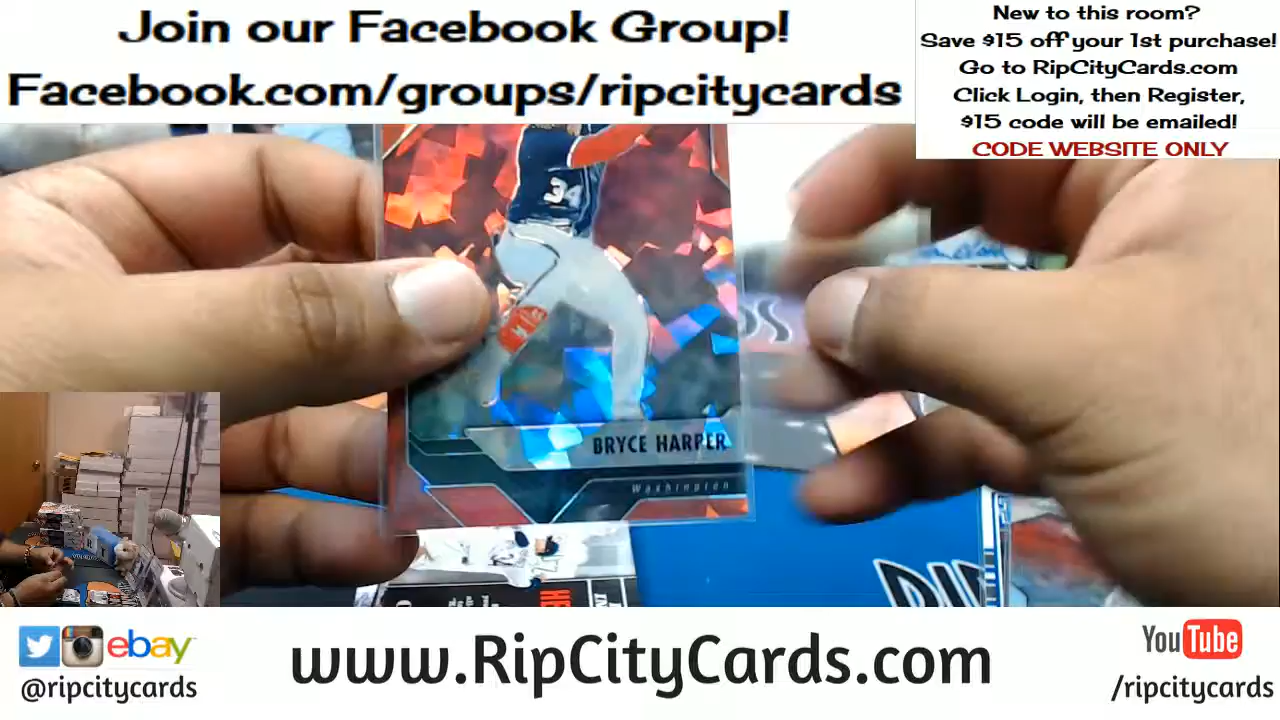 Join our Facebook Group!
Facebook.com/groups/ripcitycards
New to this room?
Save $15 off your 1st purchase!
Go to RipCityCards.com
Click Login, then Register,
$15 code will be emailed!
CODE WEBSITE ONLY
34
BRYCE HARPER
Washington
ebay
@ripcitycards
www.RipCityCards.com
YouTube
/ripcitycards